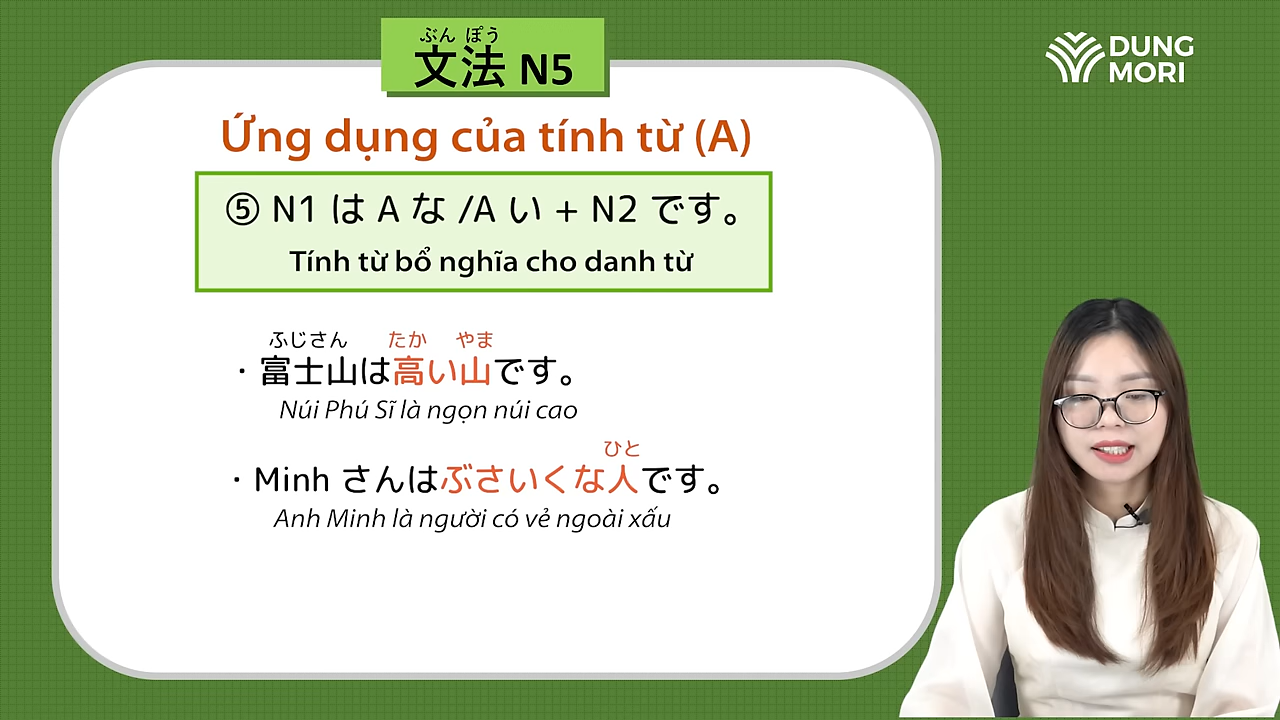 ぶん ぽう
文法 N5
DUNG
MORI
Ứng dụng của tính từ (A)
⑤ N1 は A な /A い + N2 です。
Tính từ bổ nghĩa cho danh từ
ふじさん たか やま
・富士山は高い山です。
Núi Phú Sĩ là ngọn núi cao
ひと
・Minh さんはぶさいくな人です。
Anh Minh là người có vẻ ngoài xấu